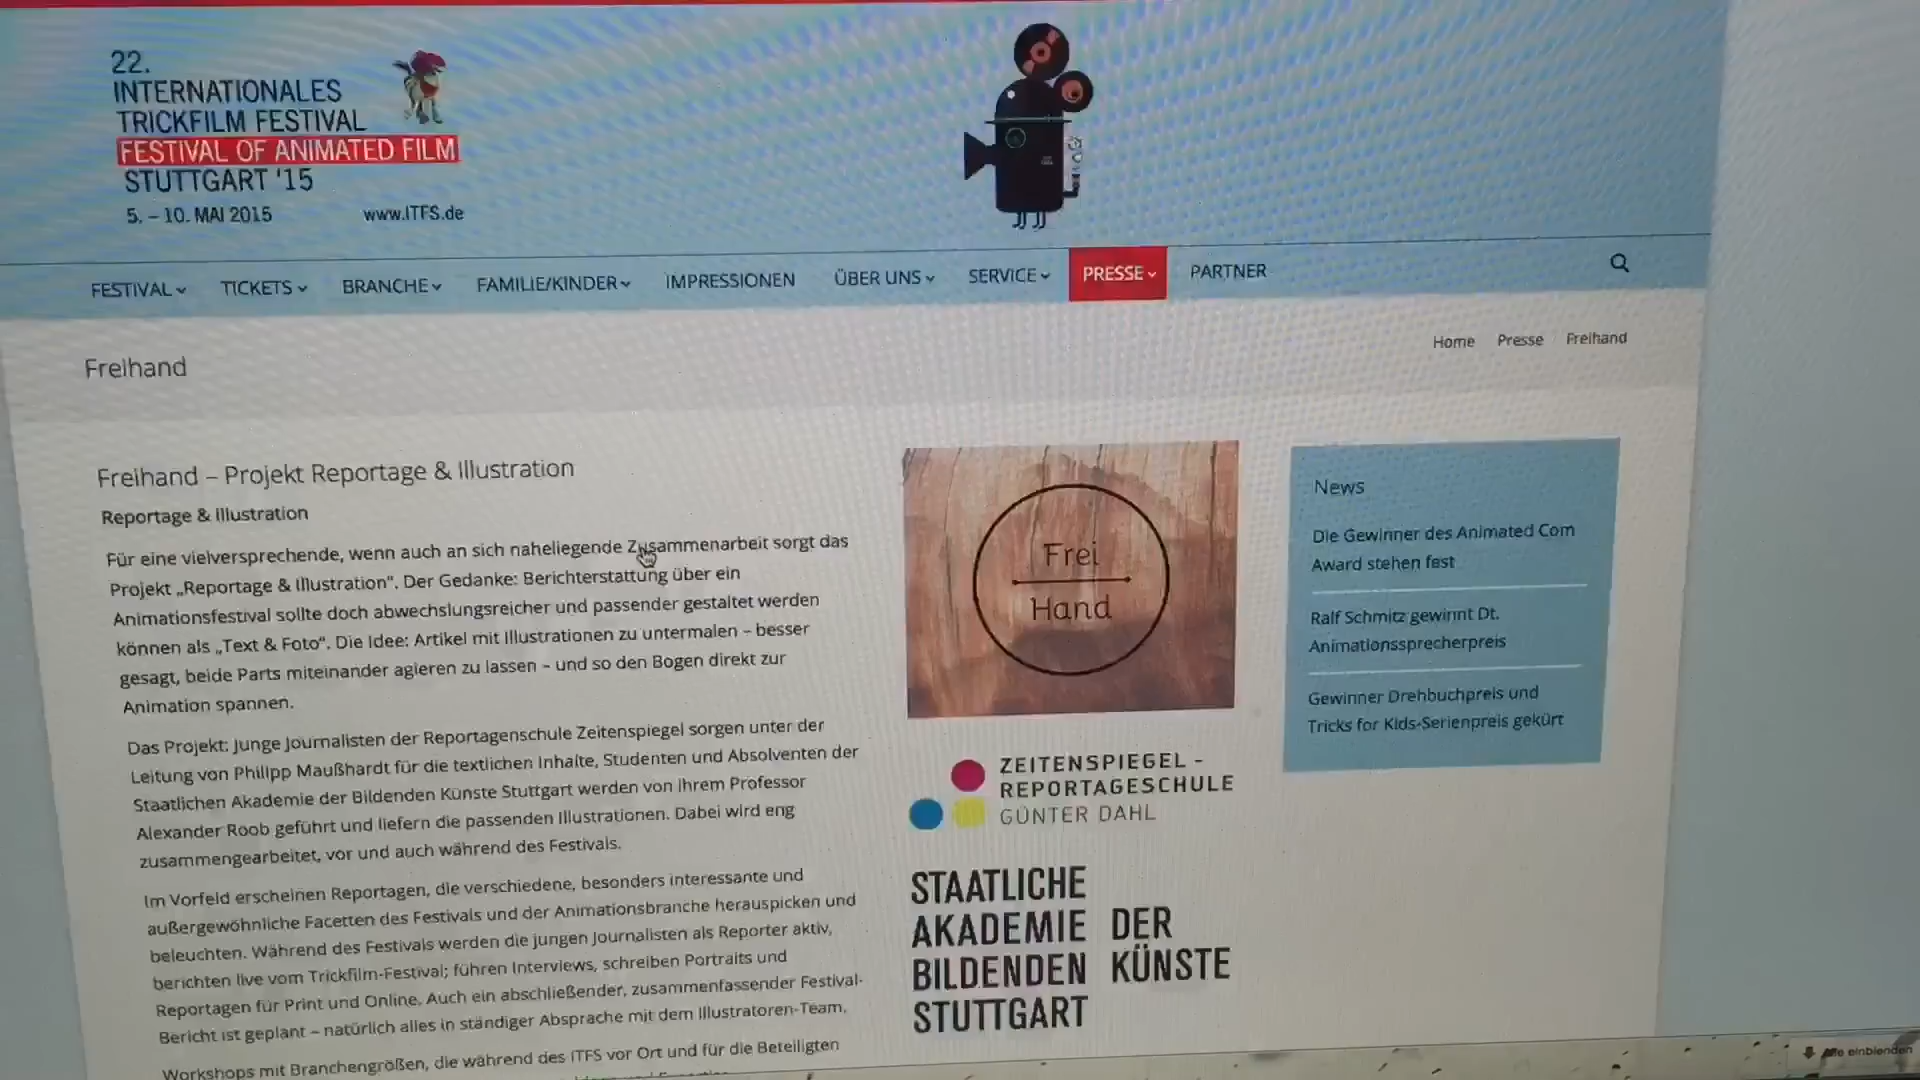 22.
INTERNATIONALES
TRICKFILM FESTIVAL
FESTIVAL OF ANIMATED FILM
STUTTGART '15
5. – 10. MAI 2015 www.ITFS.de
FESTIVAL TICKETS BRANCHE FAMILIE/KINDER IMPRESSIONEN ÜBER UNS SERVICE PRESSE PARTNER
Home Presse Freihand
Freihand
Freihand – Projekt Reportage & Illustration
Reportage & Illustration
Für eine vielversprechende, wenn auch an sich naheliegende Zusammenarbeit sorgt das
Projekt „Reportage & Illustration“. Der Gedanke: Berichterstattung über ein
Animationsfestival sollte doch abwechslungsreicher und passender gestaltet werden
können als „Text & Foto“. Die Idee: Artikel mit Illustrationen zu untermalen – besser
gesagt, beide Parts miteinander agieren zu lassen – und so den Bogen direkt zur
Animation spannen.
Das Projekt: Junge Journalisten der Reportagenschule Zeitenspiegel sorgen unter der
Leitung von Philipp Maußhardt für die textlichen Inhalte, Studenten und Absolventen der
Staatlichen Akademie der Bildenden Künste Stuttgart werden von ihrem Professor
Alexander Roob geführt und liefern die passenden Illustrationen. Dabei wird eng
zusammengearbeitet, vor und auch während des Festivals.
Im Vorfeld erscheinen Reportagen, die verschiedene, besonders interessante und
außergewöhnliche Facetten des Festivals und der Animationsbranche herauspicken und
beleuchten. Während des Festivals werden die jungen Journalisten als Reporter aktiv,
berichten live vom Trickfilm-Festival; führen Interviews, schreiben Portraits und
Reportagen für Print und Online. Auch ein abschließender, zusammenfassender Festival-
Bericht ist geplant – natürlich alles in ständiger Absprache mit dem Illustratoren-Team.
Workshops mit Branchengrößen, die während des ITFS vor Ort und für die Beteiligten
Frei
Hand
ZEITENSPIEGEL -
REPORTAGESCHULE
GÜNTER DAHL
STAATLICHE
AKADEMIE DER
BILDENDEN KÜNSTE
STUTTGART
News
Die Gewinner des Animated Com
Award stehen fest
Ralf Schmitz gewinnt Dt.
Animationssprecherpreis
Gewinner Drehbuchpreis und
Tricks for Kids-Serienpreis gekürt
Alle einblenden